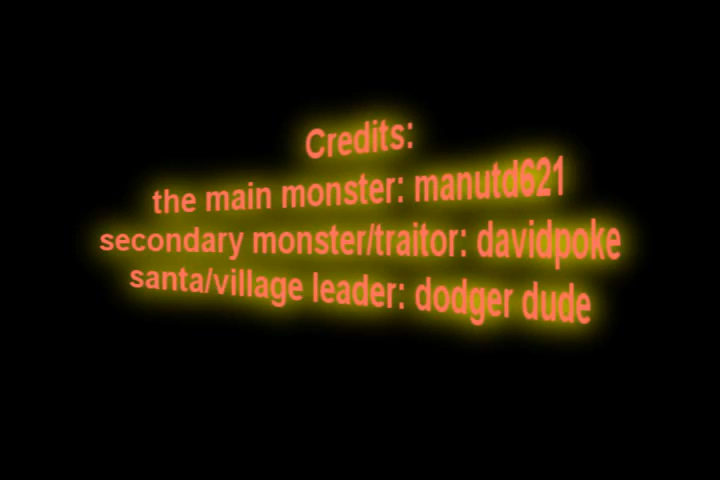 Credits:
the main monster: manutd621
secondary monster/traitor: davidpoke
santa/village leader: dodger dude